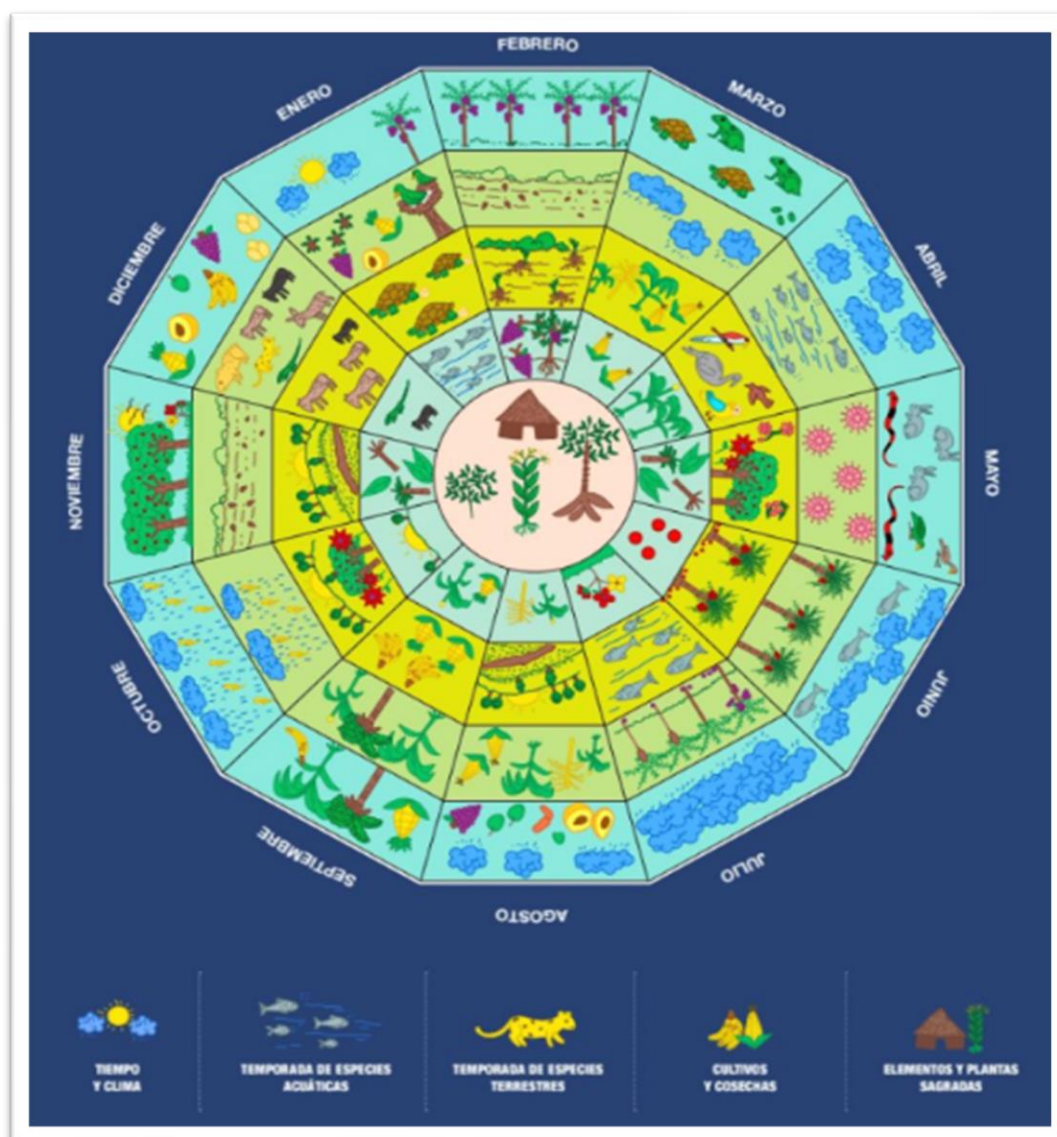 FEBRERO
ENERO
MARZO
DICIEMBRE
ABRIL
NOVIEMBRE
MAYO
OCTUBRE
JUNIO
SEPTIEMBRE
JULIO
AGOSTO
TIEMPO
Y CLIMA
TEMPORADA DE ESPECIES
ACUÁTICAS
TEMPORADA DE ESPECIES
TERRESTRES
CULTIVOS
Y COSECHAS
ELEMENTOS Y PLANTAS
SAGRADAS